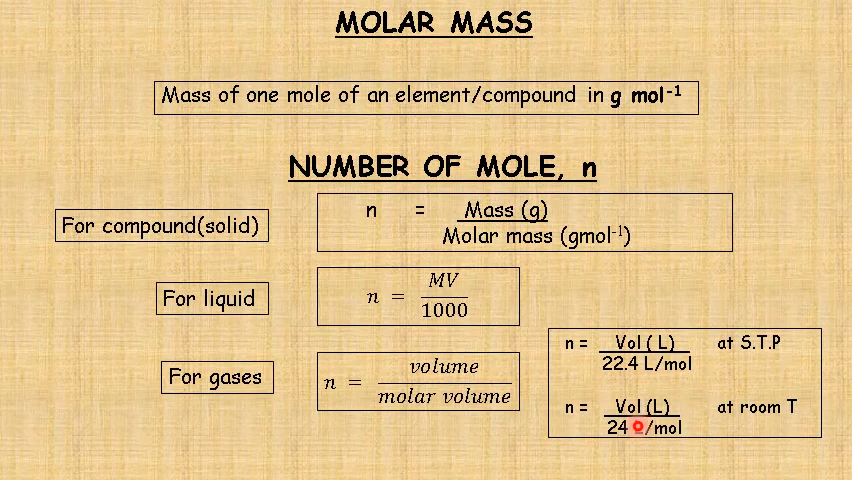 MOLAR MASS
Mass of one mole of an element/compound in g mol⁻¹
NUMBER OF MOLE, n
For compound(solid)
n = Mass (g)
Molar mass (gmol⁻¹)
For liquid
n = MV
1000
For gases
n = volume
molar volume
n = Vol ( L) at S.T.P
22.4 L/mol
n = Vol (L) at room T
24 /mol